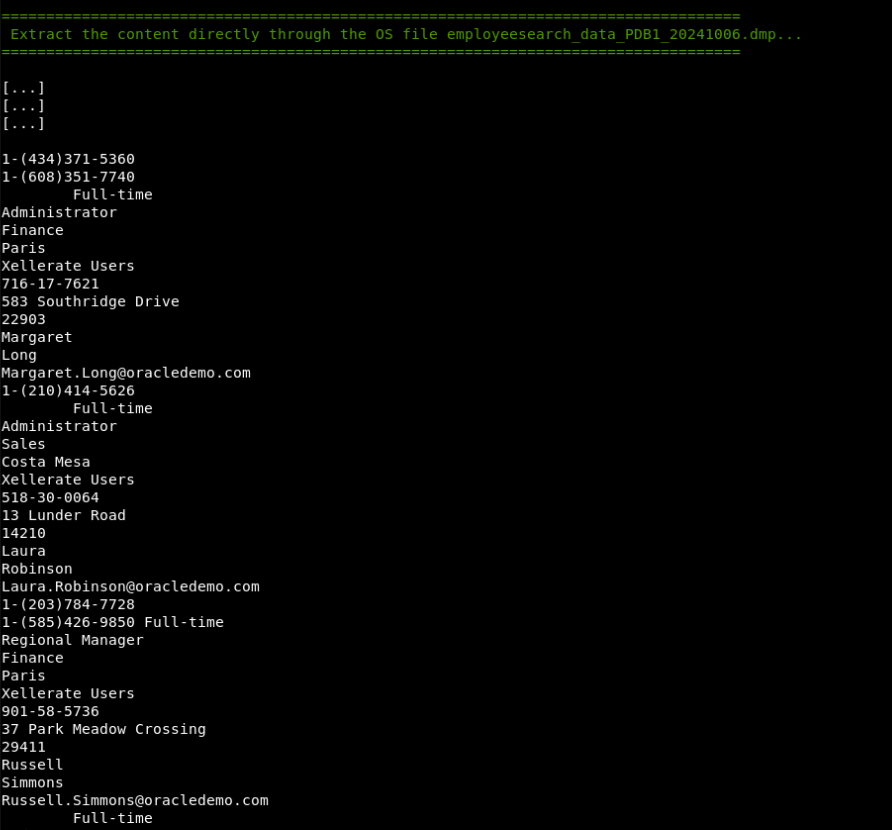 ===================================================================================
Extract the content directly through the OS file employeesearch_data_PDB1_20241006.dmp...
===================================================================================
[...]
[...]
[...]
1-(434)371-5360
1-(608)351-7740
Full-time
Administrator
Finance
Paris
Xellerate Users
716-17-7621
583 Southridge Drive
22903
Margaret
Long
Margaret.Long@oracledemo.com
1-(210)414-5626
Full-time
Administrator
Sales
Costa Mesa
Xellerate Users
518-30-0064
13 Lunder Road
14210
Laura
Robinson
Laura.Robinson@oracledemo.com
1-(203)784-7728
1-(585)426-9850 Full-time
Regional Manager
Finance
Paris
Xellerate Users
901-58-5736
37 Park Meadow Crossing
29411
Russell
Simmons
Russell.Simmons@oracledemo.com
Full-time